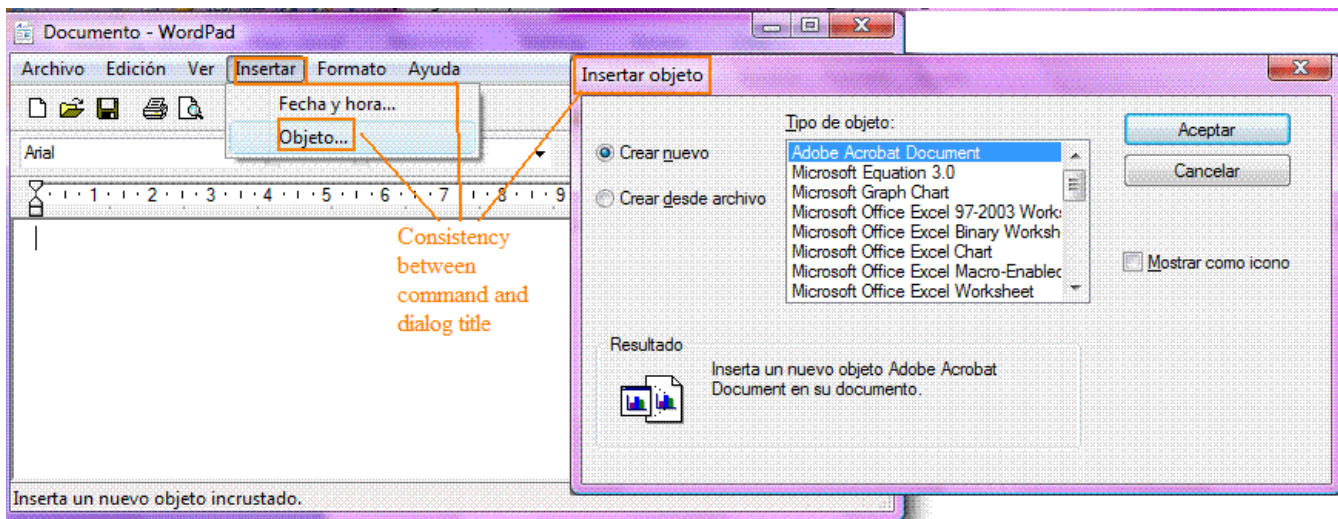 Documento - WordPad
Archivo Edición Ver Insertar Formato Ayuda
Fecha y hora...
Objeto...
Arial
1 2 3 4 5 6 7 8 9
Consistency
between
command and
dialog title
Inserta un nuevo objeto incrustado.
Insertar objeto
Crear nuevo
Crear desde archivo
Tipo de objeto:
Adobe Acrobat Document
Microsoft Equation 3.0
Microsoft Graph Chart
Microsoft Office Excel 97-2003 Works
Microsoft Office Excel Binary Worksh
Microsoft Office Excel Chart
Microsoft Office Excel Macro-Enabled
Microsoft Office Excel Worksheet
Aceptar
Cancelar
Mostrar como icono
Resultado
Inserta un nuevo objeto Adobe Acrobat
Document en su documento.